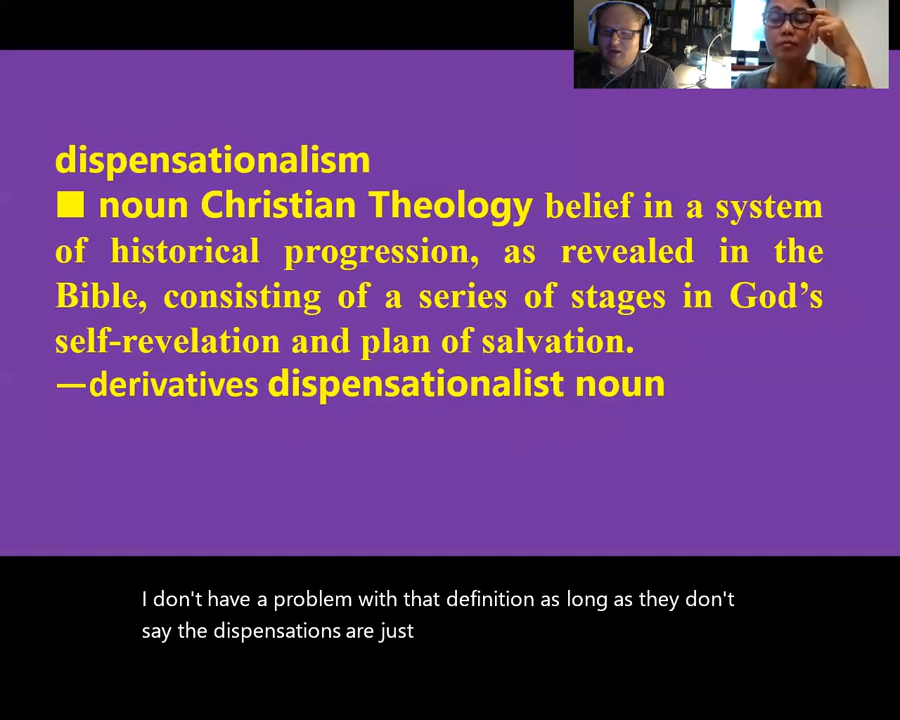 dispensationalism
■ noun Christian Theology belief in a system
of historical progression, as revealed in the
Bible, consisting of a series of stages in God’s
self-revelation and plan of salvation.
—derivatives dispensationalist noun
I don't have a problem with that definition as long as they don't
say the dispensations are just